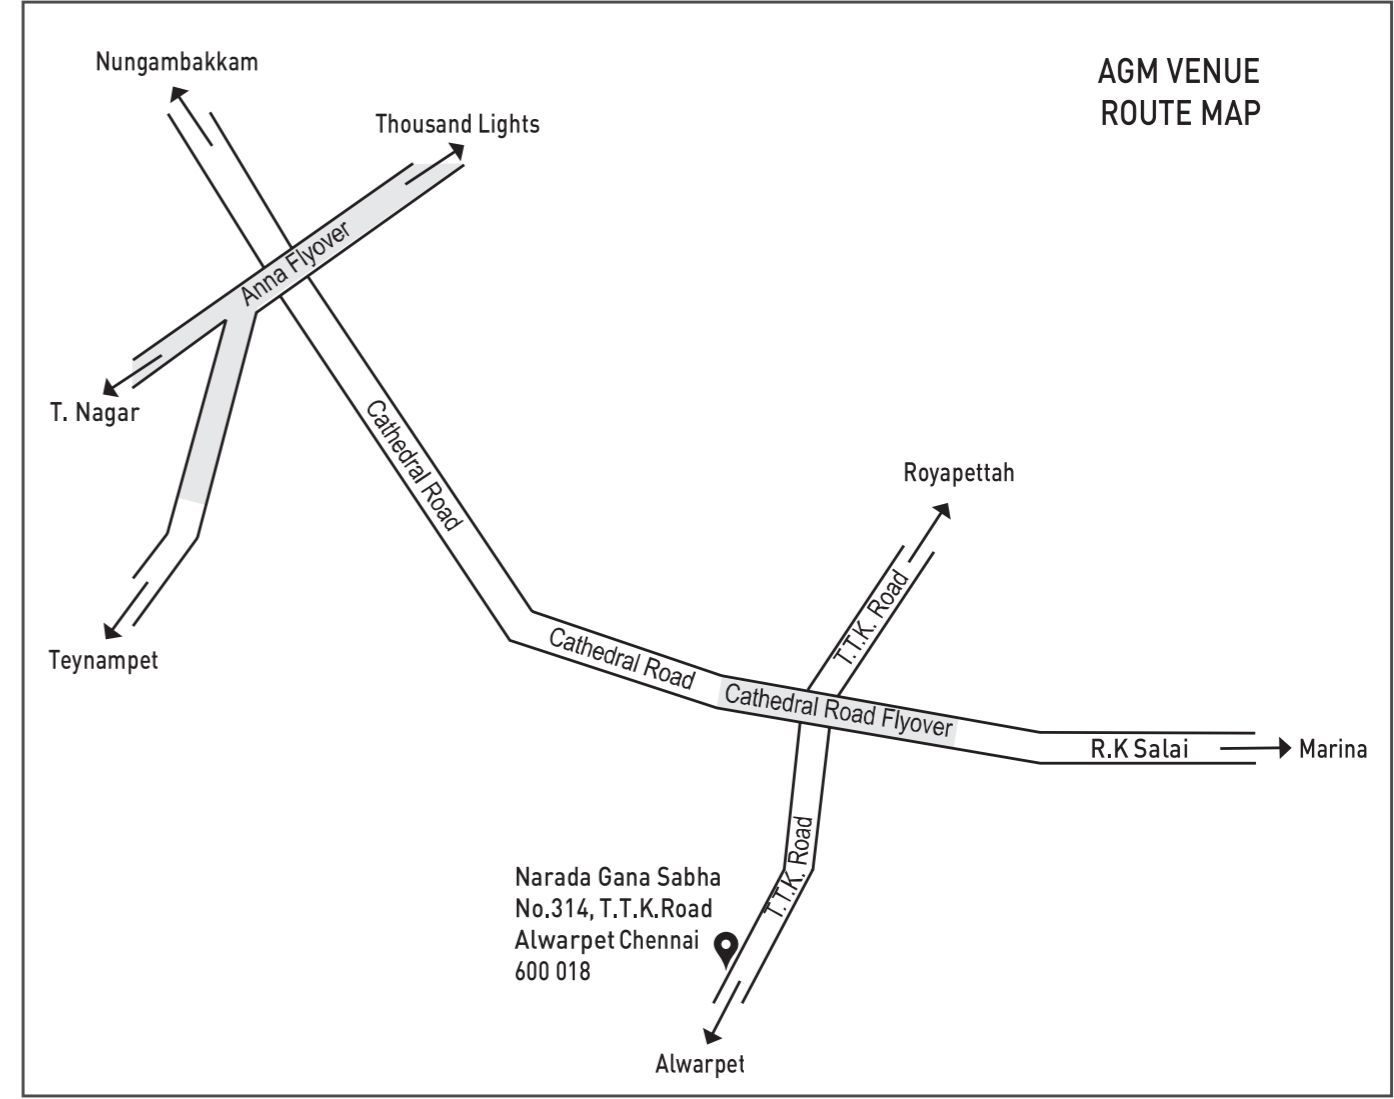 Nungambakkam
AGM VENUE
ROUTE MAP
Thousand Lights
Anna Flyover
T. Nagar
Cathedral Road
Royapettah
T.T.K. Road
Cathedral Road
Teynampet
Cathedral Road Flyover
R.K Salai
Marina
T.T.K. Road
Narada Gana Sabha
No.314, T.T.K.Road
Alwarpet Chennai
600 018
Alwarpet